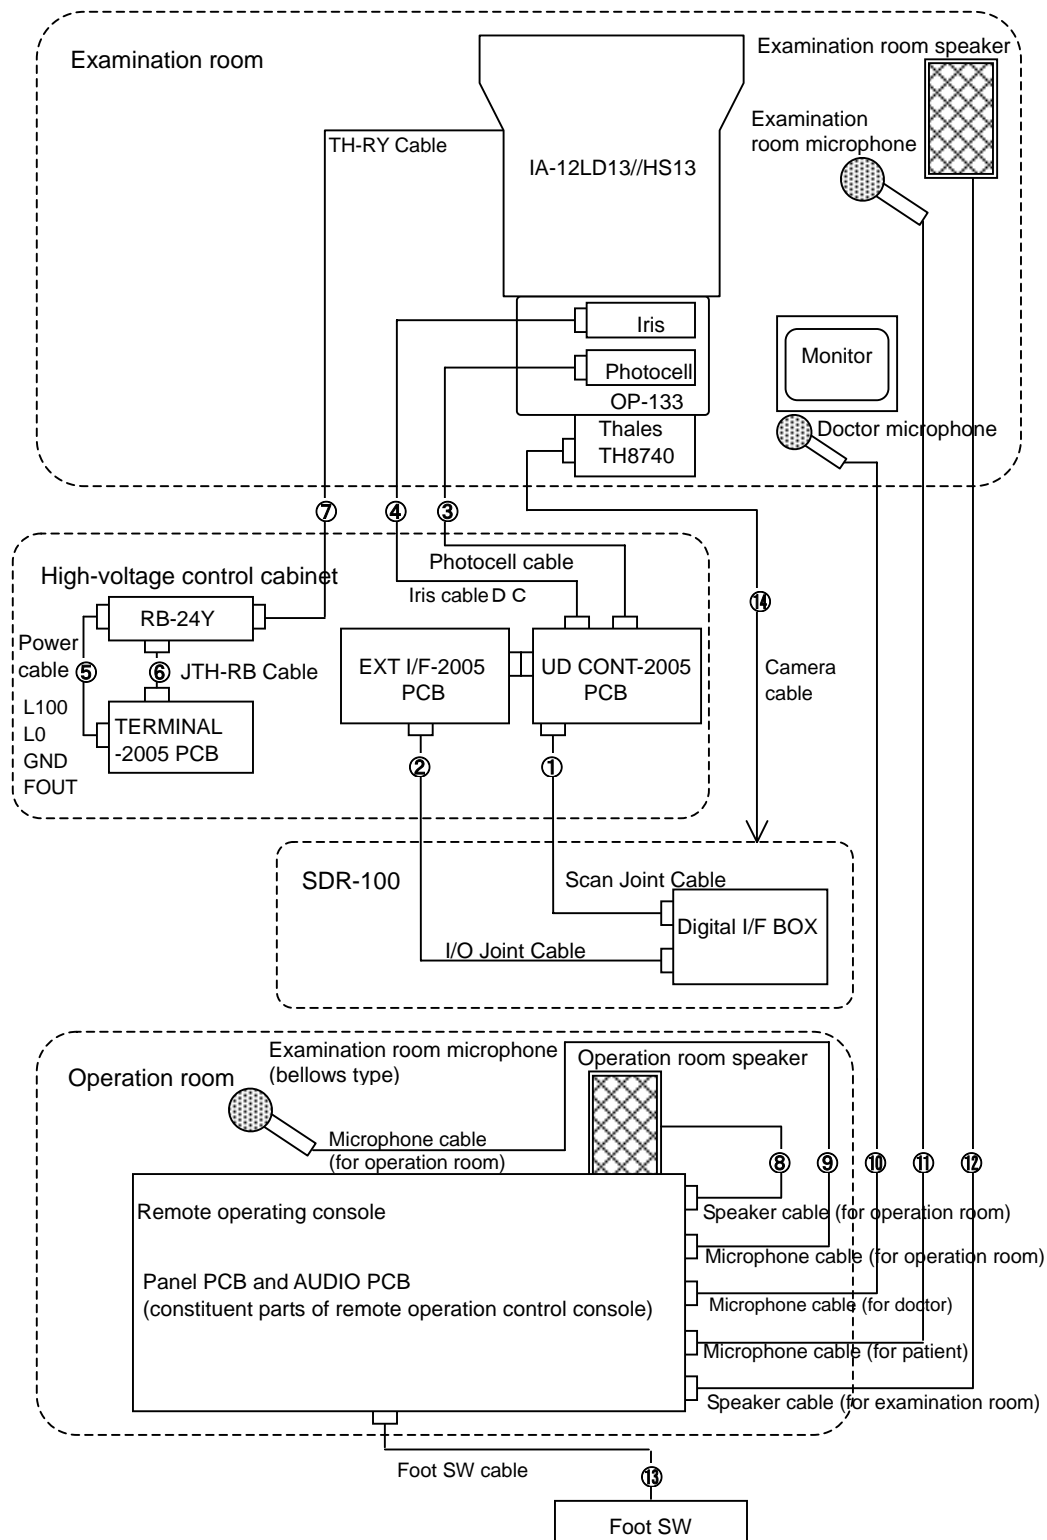 Examination room
Examination room speaker
Examination
room microphone
TH-RY Cable
IA-12LD13//HS13
Iris
Photocell
OP-133
Thales
TH8740
Monitor
Doctor microphone
⑦
④
③
High-voltage control cabinet
Photocell cable
Iris cable D C
⑭
RB-24Y
Power
cable ⑤
⑥ JTH-RB Cable
L100
L0
GND
FOUT
TERMINAL
-2005 PCB
EXT I/F-2005
PCB
UD CONT-2005
PCB
Camera
cable
②
①
SDR-100
Scan Joint Cable
Digital I/F BOX
I/O Joint Cable
Operation room
Examination room microphone
(bellows type)
Operation room speaker
Microphone cable
(for operation room)
⑧
⑨
⑩
⑪
⑫
Remote operating console
Speaker cable (for operation room)
Microphone cable (for operation room)
Panel PCB and AUDIO PCB
(constituent parts of remote operation control console)
Microphone cable (for doctor)
Microphone cable (for patient)
Speaker cable (for examination room)
Foot SW cable
⑬
Foot SW